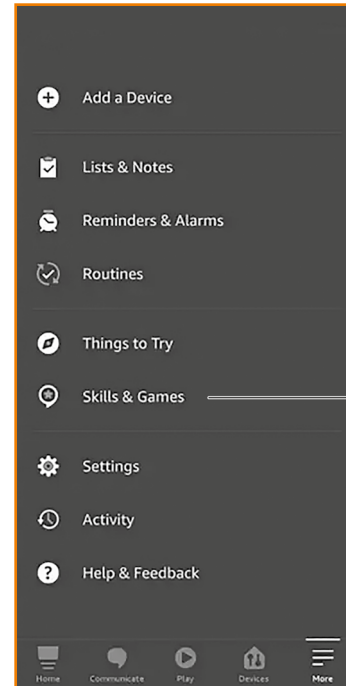 Add a Device
Lists & Notes
Reminders & Alarms
Routines
Things to Try
Skills & Games
Settings
Activity
? Help & Feedback
Home Communicate Play Devices More